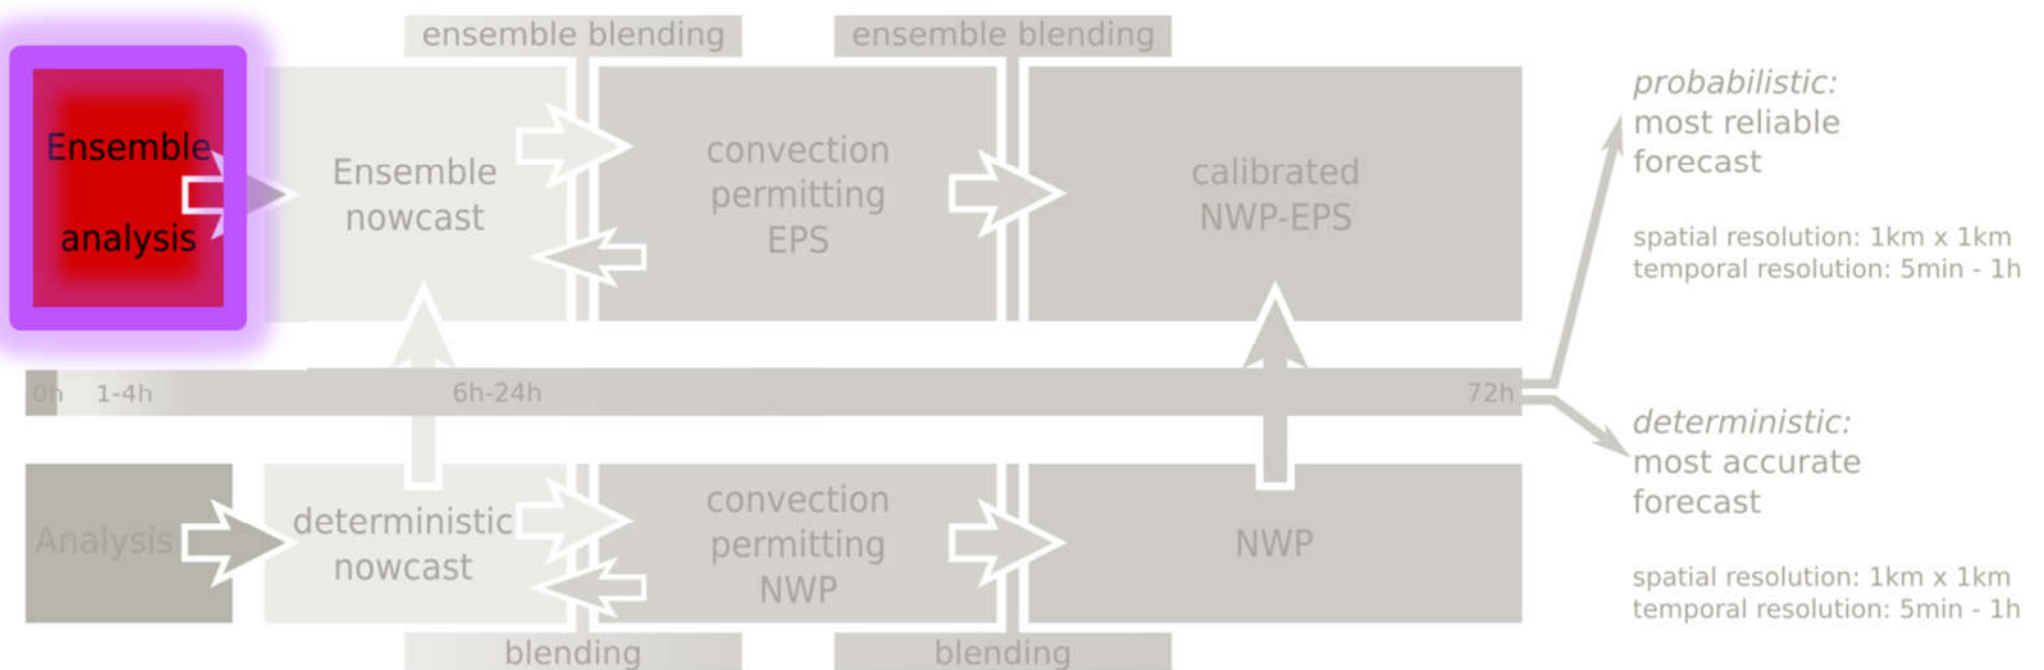 ensemble blending
ensemble blending
Ensemble
analysis
Ensemble
nowcast
convection
permitting
EPS
calibrated
NWP-EPS
probabilistic:
most reliable
forecast
spatial resolution: 1km x 1km
temporal resolution: 5min - 1h
0h
1-4h
6h-24h
72h
Analysis
deterministic
nowcast
convection
permitting
NWP
NWP
deterministic:
most accurate
forecast
spatial resolution: 1km x 1km
temporal resolution: 5min - 1h
blending
blending